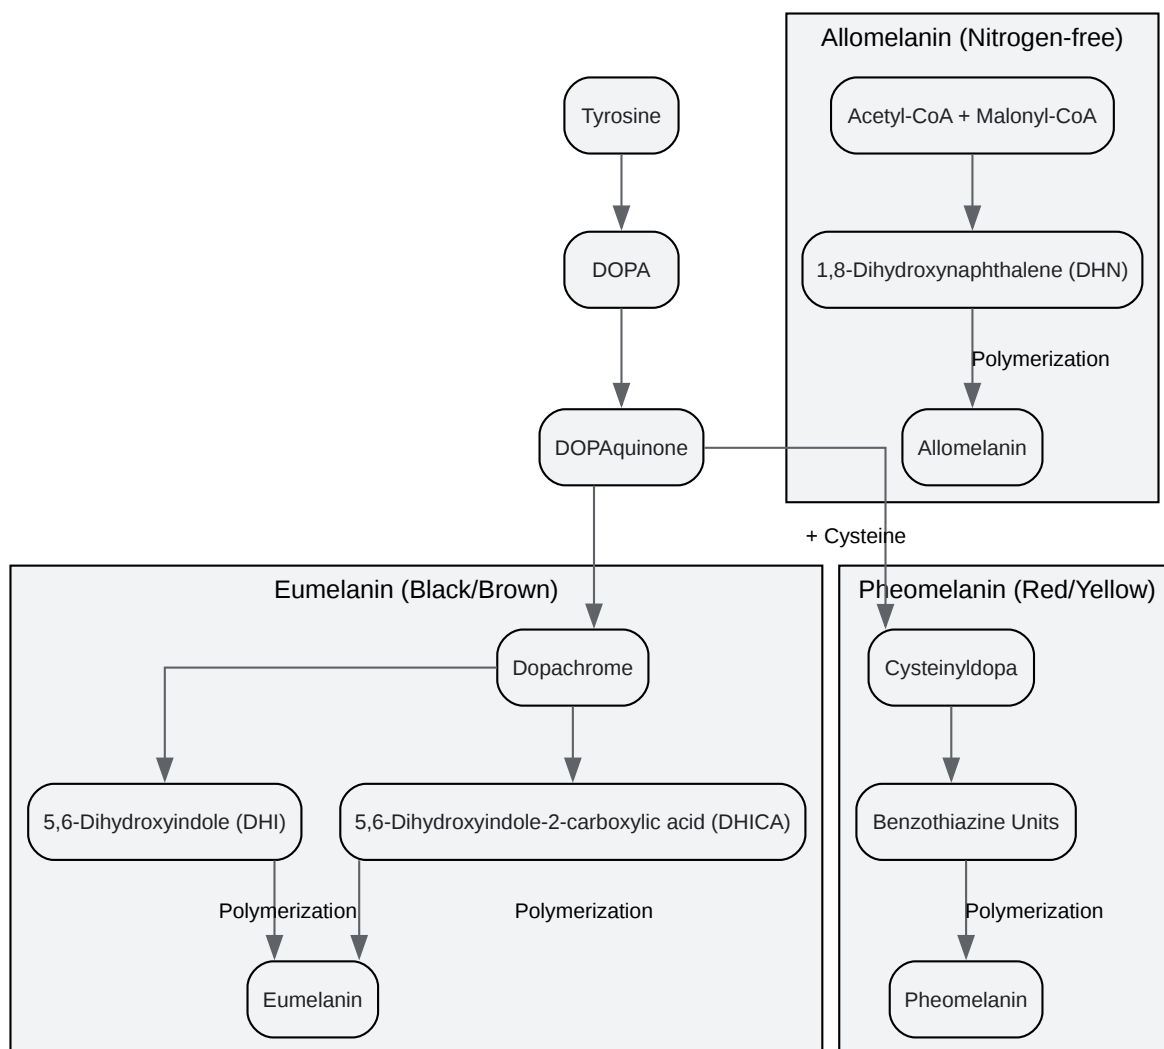 Allomelanin (Nitrogen-free)
Tyrosine
Acetyl-CoA + Malonyl-CoA
DOPA
1,8-Dihydroxynaphthalene (DHN)
Polymerization
DOPAquinone
Allomelanin
+ Cysteine
Eumelanin (Black/Brown)
Pheomelanin (Red/Yellow)
Dopachrome
Cysteinyldopa
5,6-Dihydroxyindole (DHI)
5,6-Dihydroxyindole-2-carboxylic acid (DHICA)
Benzothiazine Units
Polymerization
Polymerization
Polymerization
Eumelanin
Pheomelanin